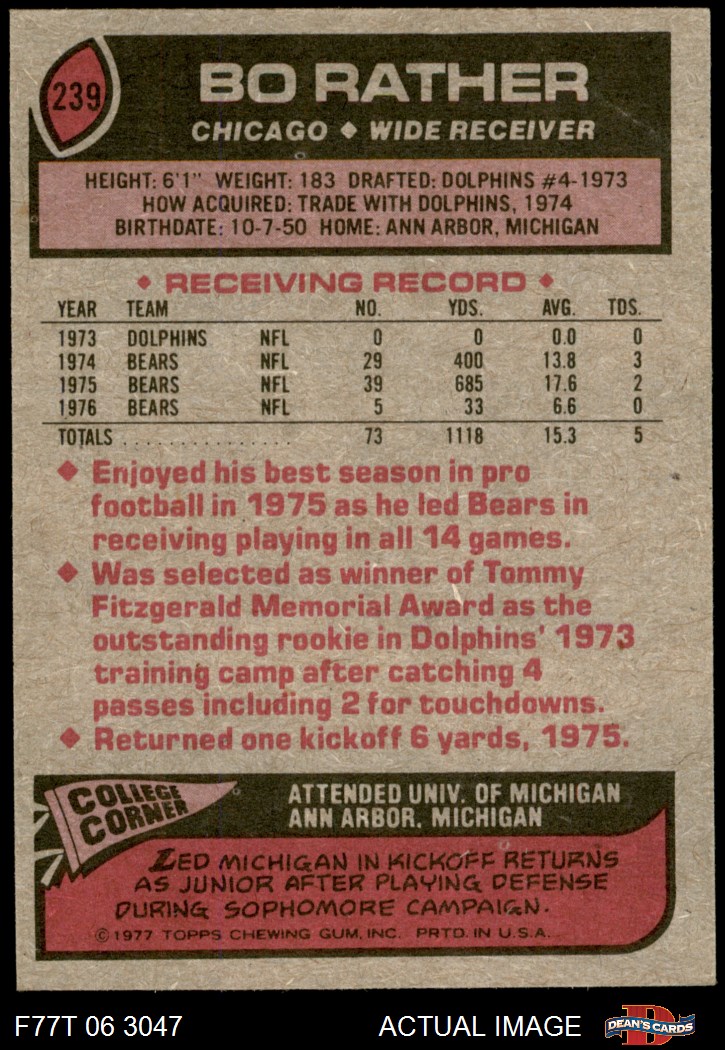 239
BO RATHER
CHICAGO ♦ WIDE RECEIVER
HEIGHT: 6'1" WEIGHT: 183 DRAFTED: DOLPHINS #4-1973
HOW ACQUIRED: TRADE WITH DOLPHINS, 1974
BIRTHDATE: 10-7-50 HOME: ANN ARBOR, MICHIGAN
♦ RECEIVING RECORD ♦
YEAR TEAM NO. YDS. AVG. TDS.
1973 DOLPHINS NFL 0 0 0.0 0
1974 BEARS NFL 29 400 13.8 3
1975 BEARS NFL 39 685 17.6 2
1976 BEARS NFL 5 33 6.6 0
TOTALS ................ 73 1118 15.3 5
♦ Enjoyed his best season in pro
football in 1975 as he led Bears in
receiving playing in all 14 games.
♦ Was selected as winner of Tommy
Fitzgerald Memorial Award as the
outstanding rookie in Dolphins' 1973
training camp after catching 4
passes including 2 for touchdowns.
♦ Returned one kickoff 6 yards, 1975.
COLLEGE
CORNER
ATTENDED UNIV. OF MICHIGAN
ANN ARBOR, MICHIGAN
LED MICHIGAN IN KICKOFF RETURNS
AS JUNIOR AFTER PLAYING DEFENSE
DURING SOPHOMORE CAMPAIGN.
© 1977 TOPPS CHEWING GUM, INC. PRTD. IN U.S.A.
F77T 06 3047
ACTUAL IMAGE
D
DEAN'S CARDS